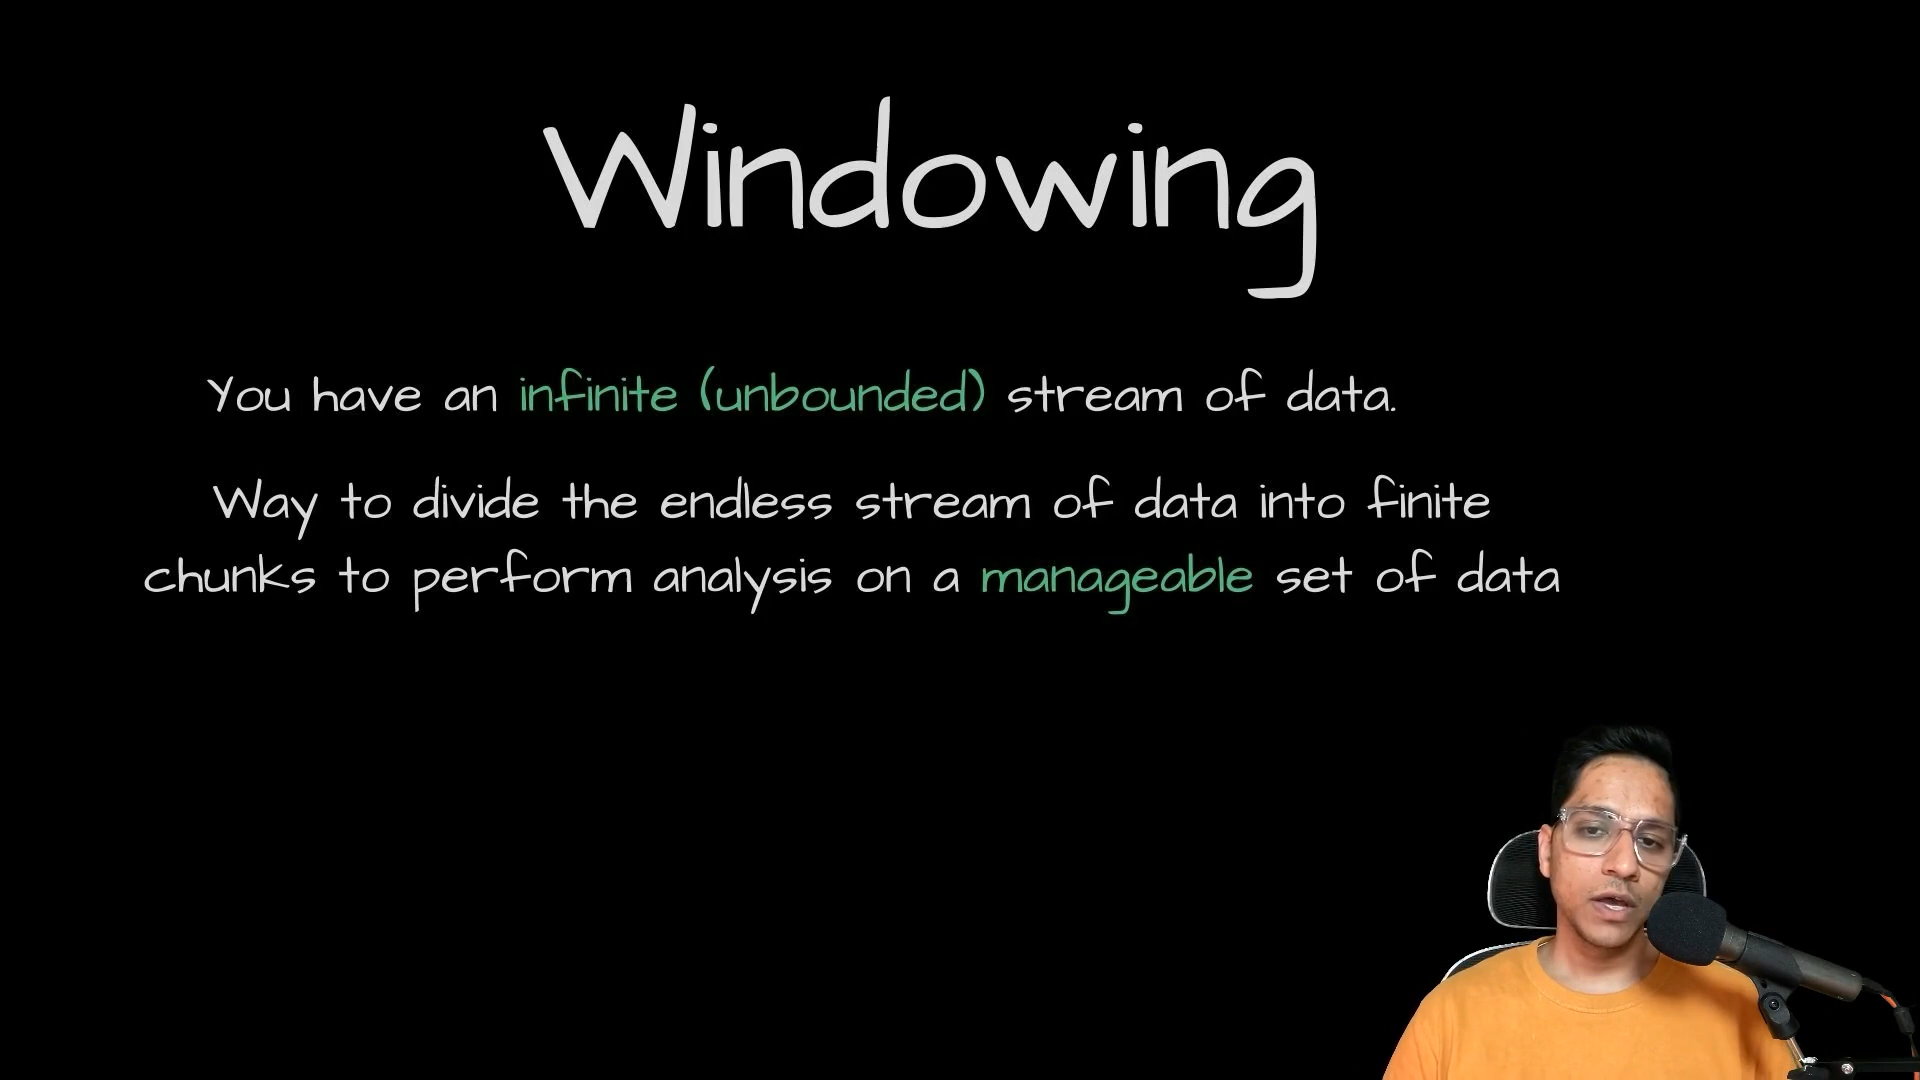 Windowing
You have an infinite (unbounded) stream of data.
Way to divide the endless stream of data into finite
chunks to perform analysis on a manageable set of data